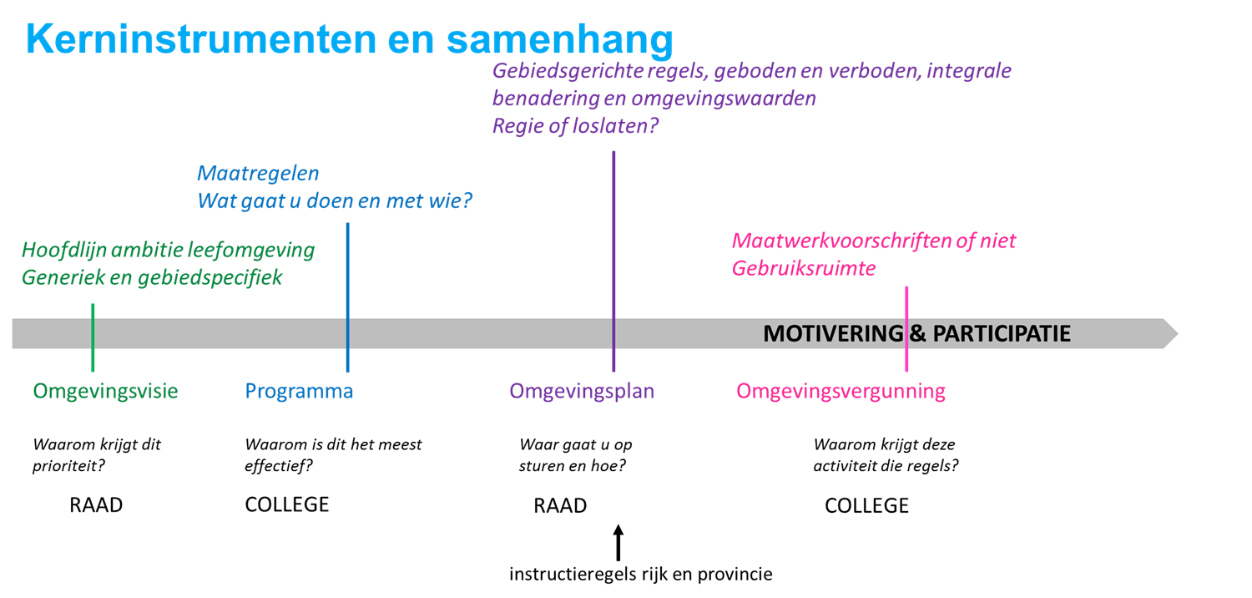 Kerninstrumenten en samenhang
Gebiedsgerichte regels, geboden en verboden, integrale
benadering en omgevingswaarden
Regie of loslaten?
Maatregelen
Wat gaat u doen en met wie?
Hoofdlijn ambitie leefomgeving
Generiek en gebiedspecifiek
Maatwerkvoorschriften of niet
Gebruiksruimte
MOTIVERING & PARTICIPATIE
Omgevingsvisie
Programma
Omgevingsplan
Omgevingsvergunning
Waarom krijgt dit
prioriteit?
Waarom is dit het meest
effectief?
Waar gaat u op
sturen en hoe?
Waarom krijgt deze
activiteit die regels?
RAAD
COLLEGE
RAAD
COLLEGE
instructieregels rijk en provincie